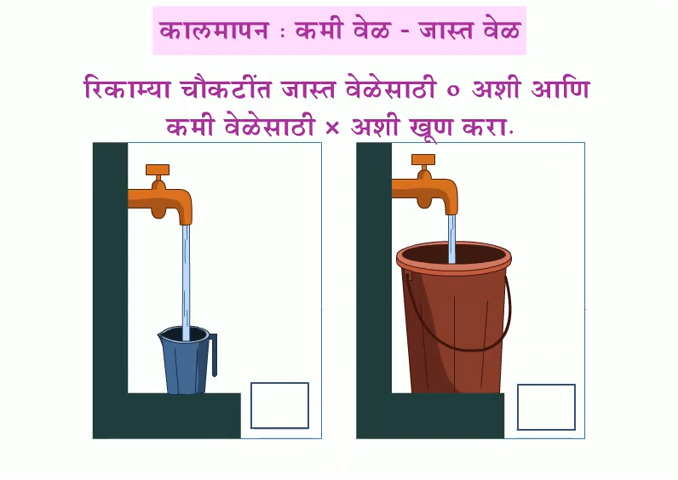 कालमापन : कमी वेळ - जास्त वेळ
रिकाम्या चौकटींत जास्त वेळेसाठी ० अशी आणि
कमी वेळेसाठी × अशी खूण करा.